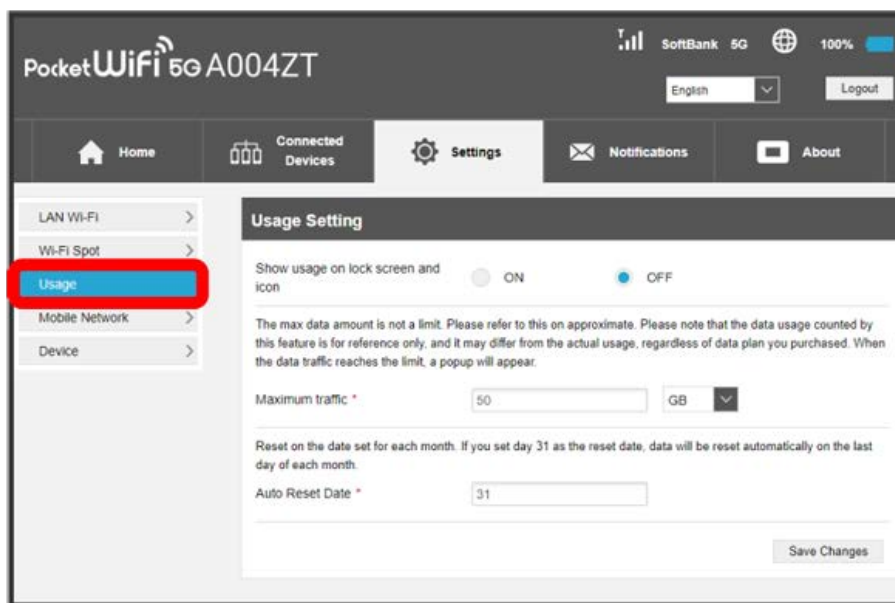 SoftBank 5G 100%
Pocket WiFi 5G A004ZT
English Logout
Home
Connected
Devices
Settings
Notifications
About
LAN Wi-Fi
Wi-Fi Spot
Usage
Mobile Network
Device
Usage Setting
Show usage on lock screen and
icon
ON
OFF
The max data amount is not a limit. Please refer to this on approximate. Please note that the data usage counted by
this feature is for reference only, and it may differ from the actual usage, regardless of data plan you purchased. When
the data traffic reaches the limit, a popup will appear.
Maximum traffic * 50 GB
Reset on the date set for each month. If you set day 31 as the reset date, data will be reset automatically on the last
day of each month.
Auto Reset Date * 31
Save Changes